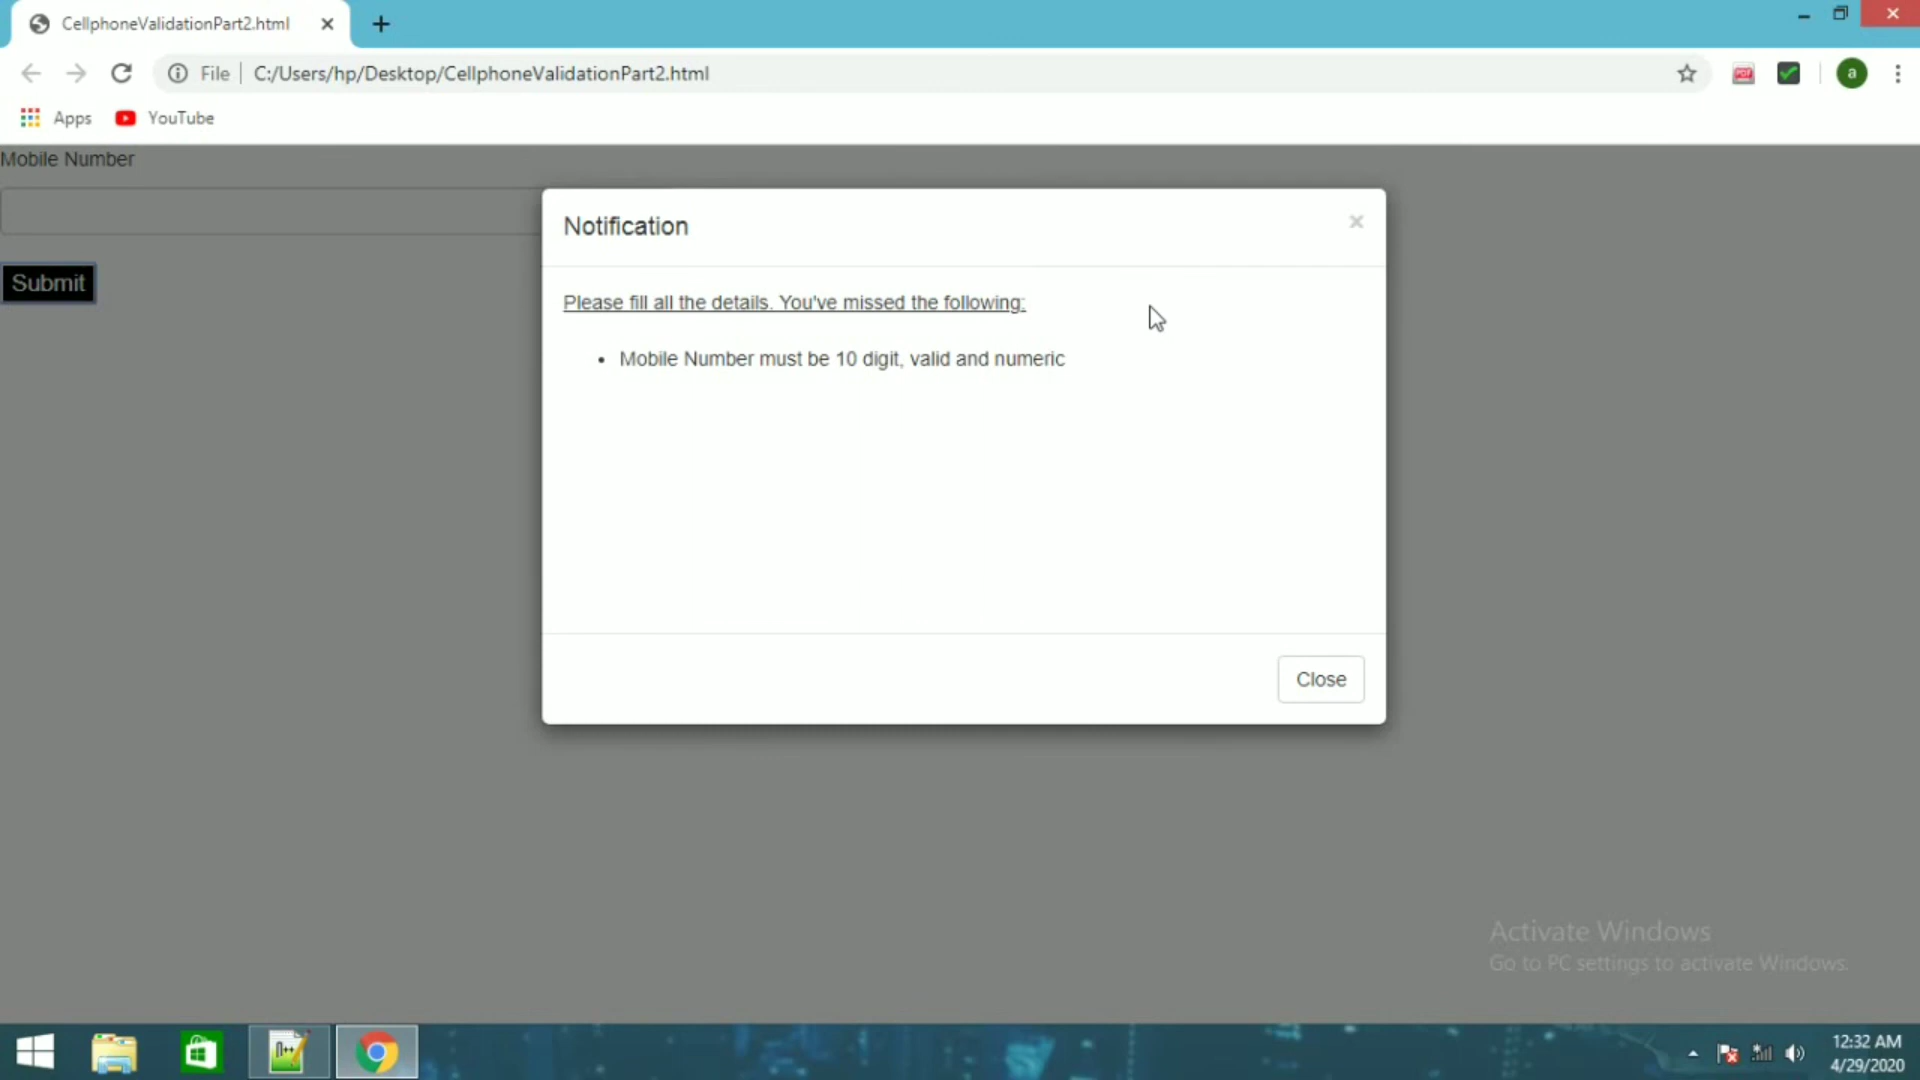 CellphoneValidationPart2.html
File
C:/Users/hp/Desktop/CellphoneValidationPart2.html
a
Apps
YouTube
Mobile Number
Notification
Submit
Please fill all the details. You've missed the following:
• Mobile Number must be 10 digit, valid and numeric
Close
Activate Windows
Go to PC settings to activate Windows.
12:32 AM
4/29/2020